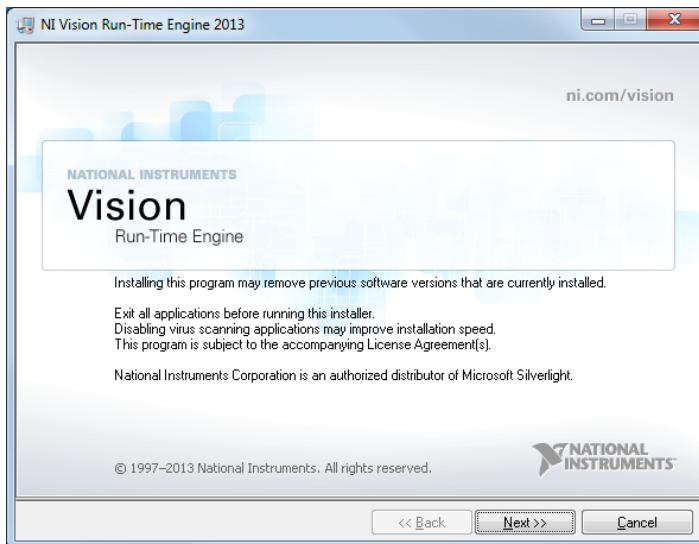 NI Vision Run-Time Engine 2013
ni.com/vision
NATIONAL INSTRUMENTS
Vision
Run-Time Engine
Installing this program may remove previous software versions that are currently installed.
Exit all applications before running this installer.
Disabling virus scanning applications may improve installation speed.
This program is subject to the accompanying License Agreement(s).
National Instruments Corporation is an authorized distributor of Microsoft Silverlight.
© 1997–2013 National Instruments. All rights reserved.
NATIONAL
INSTRUMENTS™
<< Back Next >> Cancel